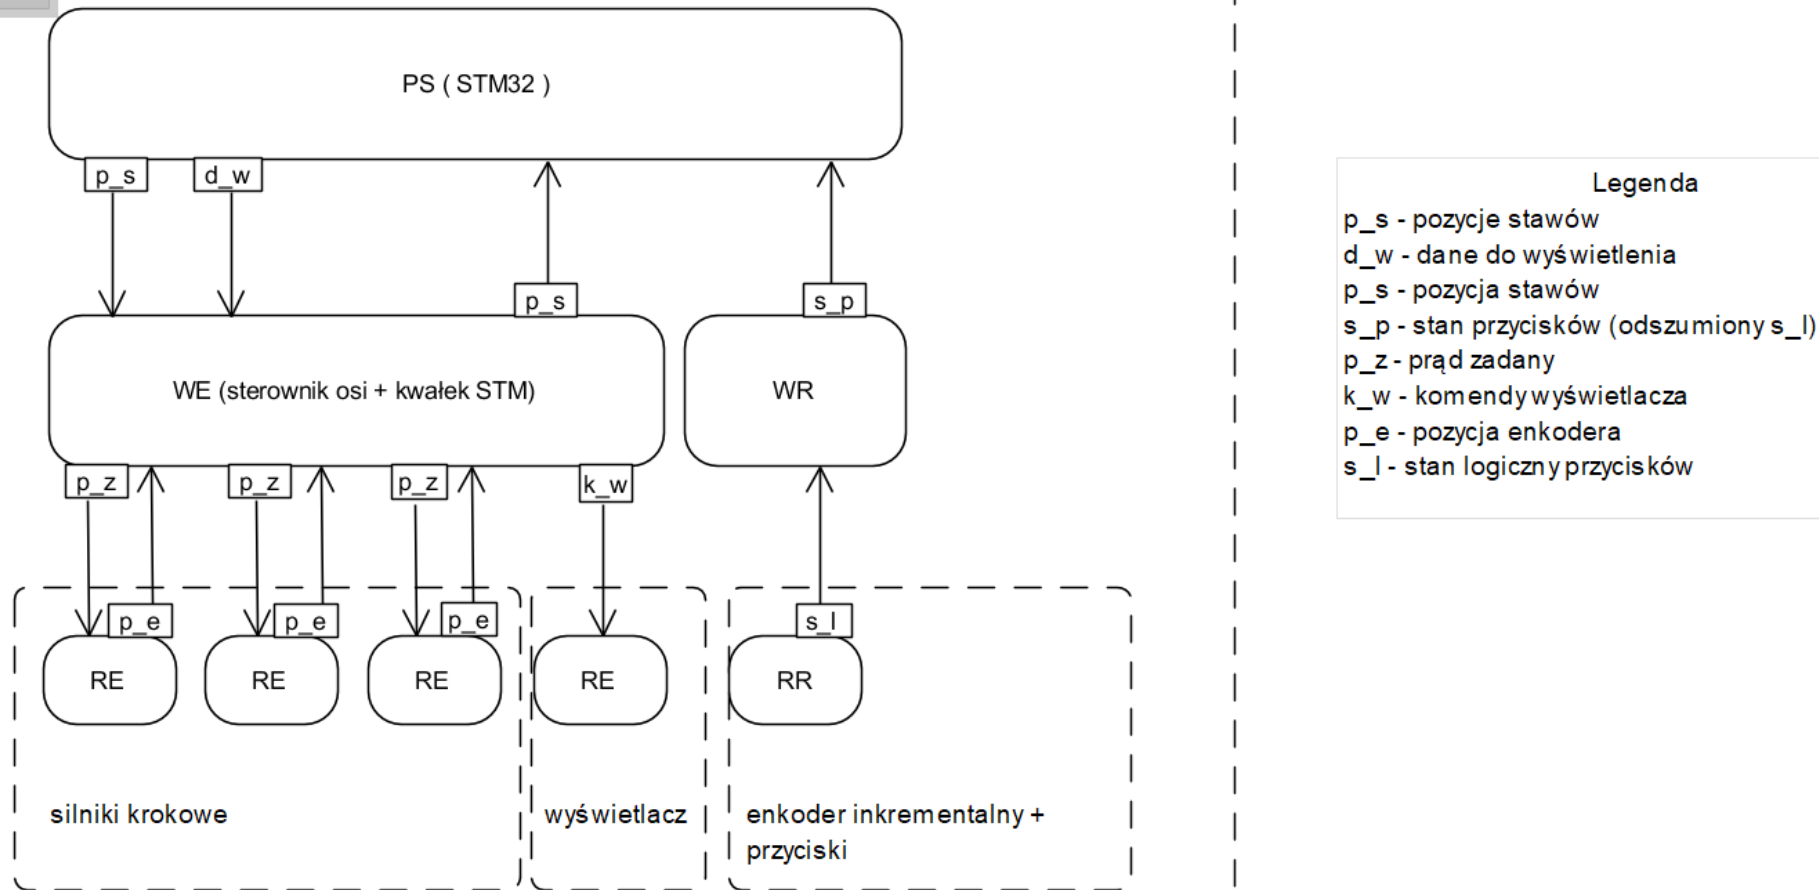 PS ( STM32 )
p_s
d_w
p_s
s_p
WE (sterownik osi + kwałek STM)
WR
p_z
p_z
p_z
k_w
p_e
p_e
p_e
s_l
RE
RE
RE
RE
RR
silniki krokowe
wyświetlacz
enkoder inkrementalny +
przyciski
Legenda
p_s - pozycje stawów
d_w - dane do wyświetlenia
p_s - pozycja stawów
s_p - stan przycisków (odszumiony s_l)
p_z - prąd zadany
k_w - komendy wyświetlacza
p_e - pozycja enkodera
s_l - stan logiczny przycisków